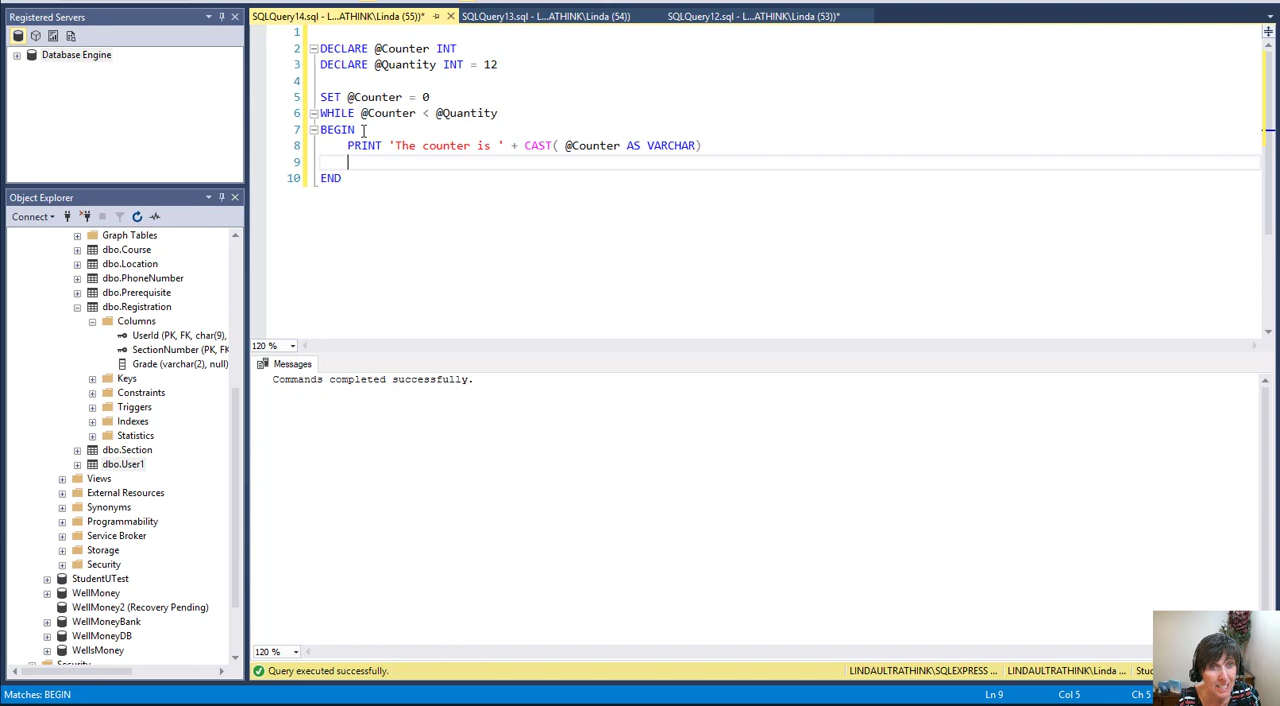 Registered Servers
Database Engine
Object Explorer
Connect
Graph Tables
dbo.Course
dbo.Location
dbo.PhoneNumber
dbo.Prerequisite
dbo.Registration
Columns
UserId (PK, FK, char(9),
SectionNumber (PK, FK
Grade (varchar(2), null)
Keys
Constraints
Triggers
Indexes
Statistics
dbo.Section
dbo.User1
Views
External Resources
Synonyms
Programmability
Service Broker
Storage
Security
StudentUTest
WellMoney
WellMoney2 (Recovery Pending)
WellMoneyBank
WellMoneyDB
WellsMoney
Security
SQLQuery14.sql - L...ATHINK\Linda (55))*
SQLQuery13.sql - L...ATHINK\Linda (54))
SQLQuery12.sql - L...ATHINK\Linda (53))*
1
2 DECLARE @Counter INT
3 DECLARE @Quantity INT = 12
4
5 SET @Counter = 0
6 WHILE @Counter < @Quantity
7 BEGIN
8 PRINT 'The counter is ' + CAST( @Counter AS VARCHAR)
9
10 END
120 %
Messages
Commands completed successfully.
120 %
Query executed successfully.
LINDAULTRATHINK\SQLEXPRESS ...
LINDAULTRATHINK\Linda ...
Stu
Matches: BEGIN
Ln 9
Col 5
Ch 5